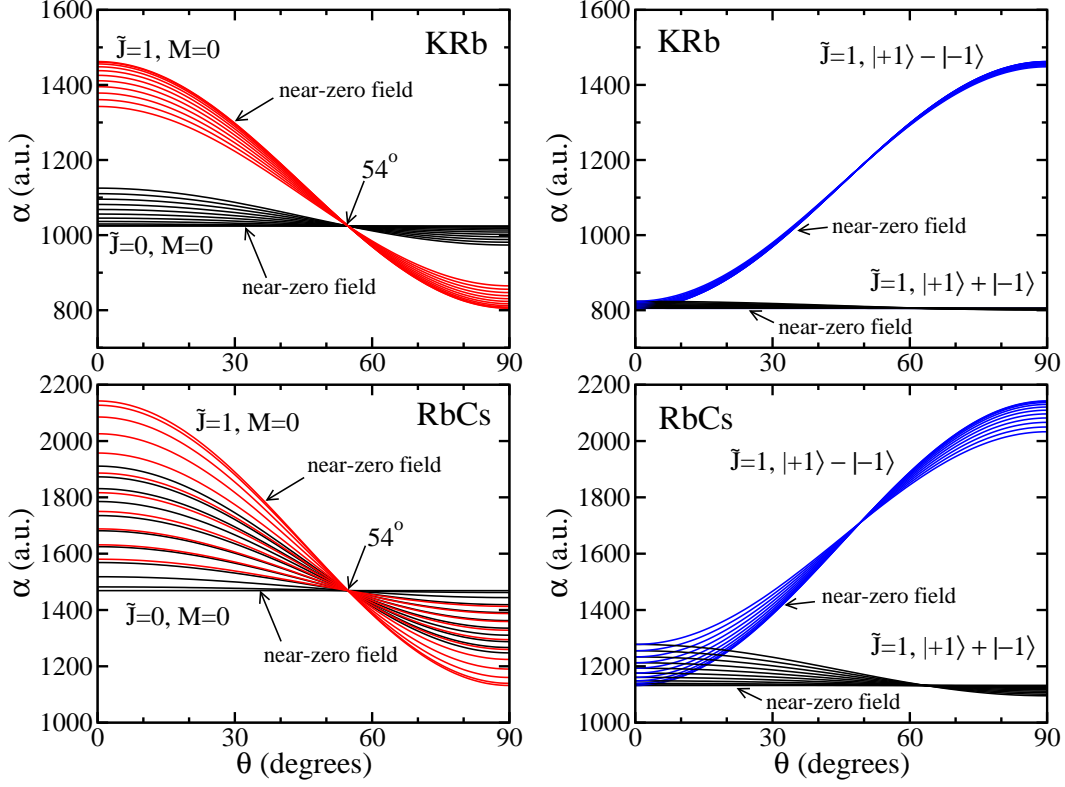 1600
1400
1200
1000
800
α (a.u.)
J̃=1, M=0
KRb
near-zero field
54°
J̃=0, M=0
near-zero field
0 30 60 90
1600
1400
1200
1000
800
α (a.u.)
KRb
J̃=1, |+1⟩ − |−1⟩
near-zero field
J̃=1, |+1⟩ + |−1⟩
near-zero field
0 30 60 90
2200
2000
1800
1600
1400
1200
1000
α (a.u.)
J̃=1, M=0
RbCs
near-zero field
54°
J̃=0, M=0
near-zero field
0 30 60 90
θ (degrees)
2200
2000
1800
1600
1400
1200
1000
α (a.u.)
RbCs
J̃=1, |+1⟩ − |−1⟩
near-zero field
J̃=1, |+1⟩ + |−1⟩
near-zero field
0 30 60 90
θ (degrees)